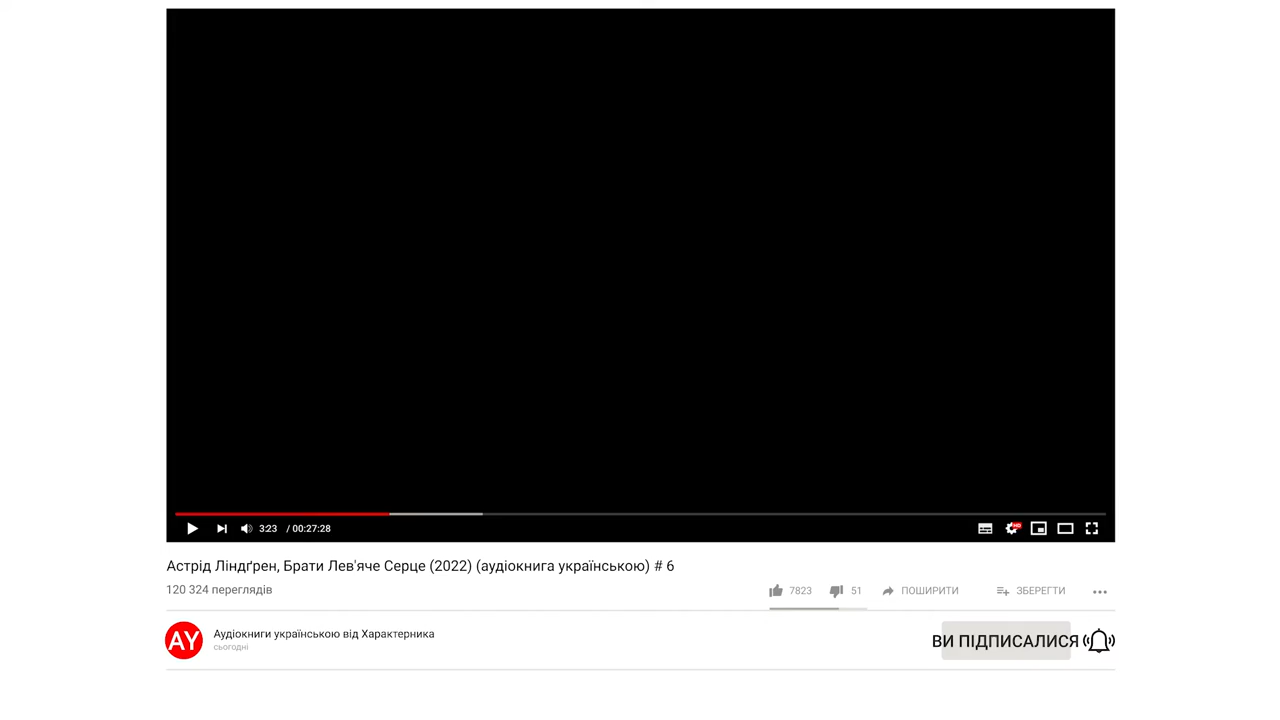 3:23 / 00:27:28
HD
Астрід Ліндґрен, Брати Лев'яче Серце (2022) (аудіокнига українською) # 6
120 324 переглядів
7823 51 ПОШИРИТИ ЗБЕРЕГТИ
AY Аудіокниги українською від Характерника
сьогодні
ВИ ПІДПИСАЛИСЯ